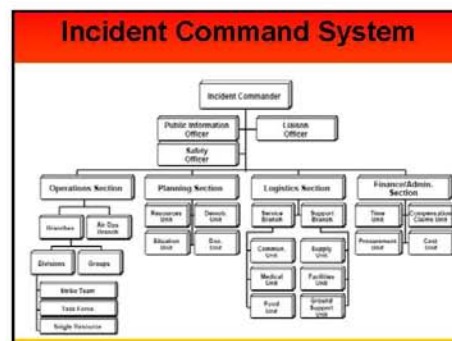 Incident Command System
Incident Commander
Public Information
Officer
Liaison
Officer
Safety
Officer
Operations Section
Planning Section
Logistics Section
Finance/Admin.
Section
Branches
Air Ops
Branch
Divisions
Groups
Strike Team
Task Force
Single Resource
Resources
Unit
Demob.
Unit
Situation
Unit
Doc.
Unit
Service
Branch
Support
Branch
Commun.
Unit
Supply
Unit
Medical
Unit
Facilities
Unit
Food
Unit
Ground
Support
Unit
Time
Unit
Compensation
Claims Unit
Procurement
Unit
Cost
Unit